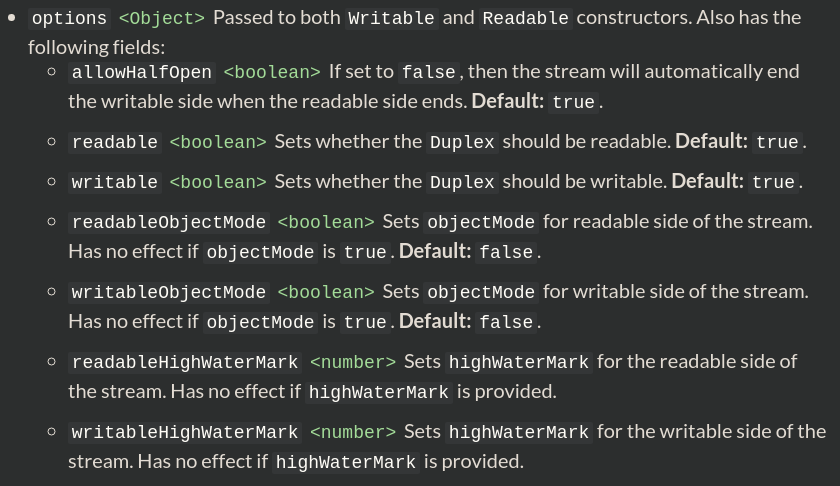 options <Object> Passed to both Writable and Readable constructors. Also has the
following fields:
allowHalfOpen <boolean> If set to false, then the stream will automatically end
the writable side when the readable side ends. Default: true.
readable <boolean> Sets whether the Duplex should be readable. Default: true.
writable <boolean> Sets whether the Duplex should be writable. Default: true.
readableObjectMode <boolean> Sets objectMode for readable side of the stream.
Has no effect if objectMode is true. Default: false.
writableObjectMode <boolean> Sets objectMode for writable side of the stream.
Has no effect if objectMode is true. Default: false.
readableHighWaterMark <number> Sets highWaterMark for the readable side of
the stream. Has no effect if highWaterMark is provided.
writableHighWaterMark <number> Sets highWaterMark for the writable side of the
stream. Has no effect if highWaterMark is provided.